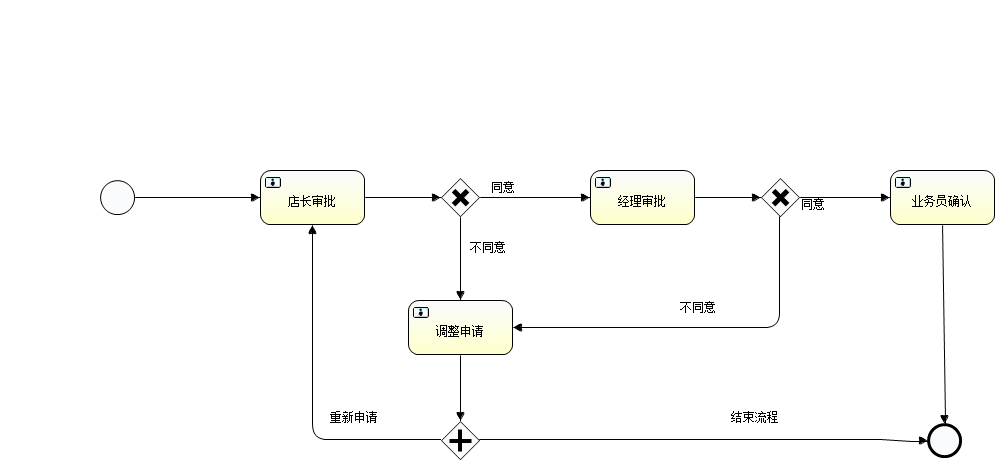 同意
店长审批
经理审批
同意
业务员确认
不同意
不同意
调整申请
重新申请
结束流程